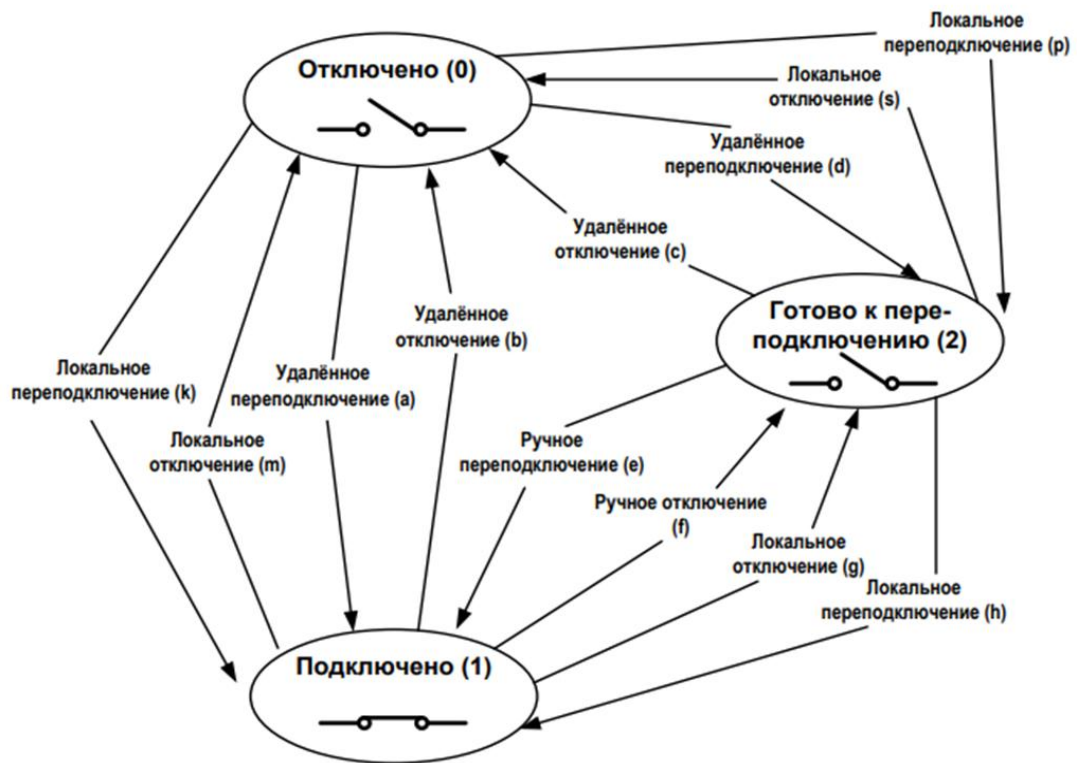 Локальное
переподключение (p)
Отключено (0)
Локальное
отключение (s)
Удалённое
переподключение (d)
Удалённое
отключение (c)
Готово к пере-
подключению (2)
Удалённое
отключение (b)
Локальное
переподключение (k)
Удалённое
переподключение (a)
Локальное
отключение (m)
Ручное
переподключение (e)
Ручное отключение
(f)
Локальное
отключение (g)
Локальное
переподключение (h)
Подключено (1)